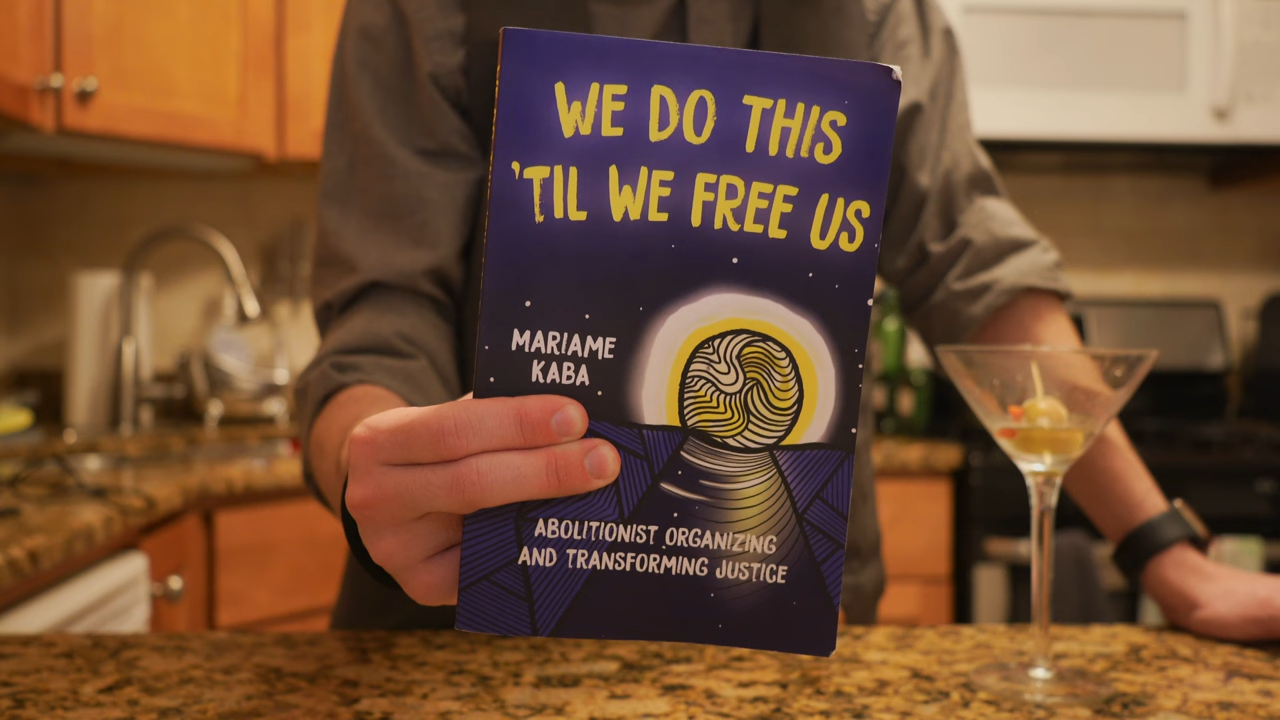 WE DO THIS
'TIL WE FREE US
MARIAME
KABA
ABOLITIONIST ORGANIZING
AND TRANSFORMING JUSTICE